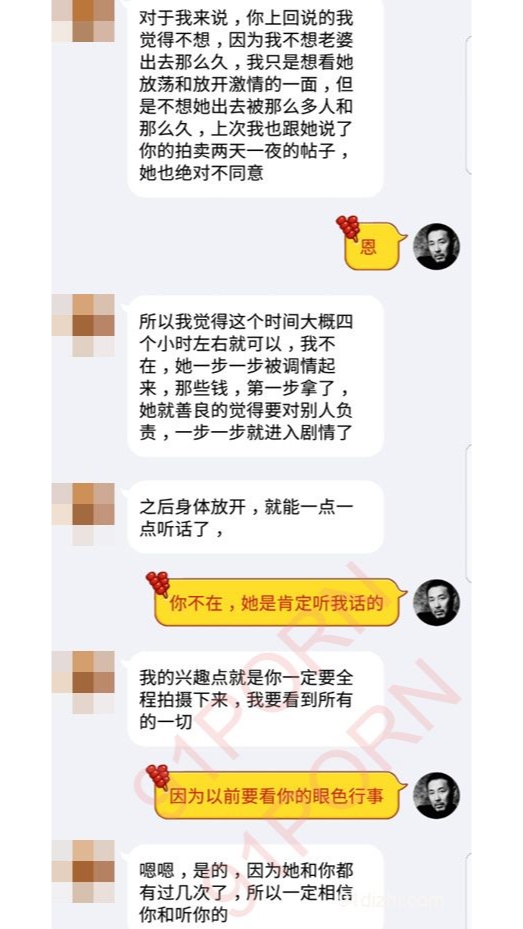 对于我来说，你上回说的我
觉得不想，因为我不想老婆
出去那么久，我只是想看她
放荡和放开激情的一面，但
是不想她出去被那么多人和
那么久，上次我也跟她说了
你的拍卖两天一夜的帖子，
她也绝对不同意
恩
所以我觉得这个时间大概四
个小时左右就可以，我不
在，她一步一步被调情起
来，那些钱，第一步拿了，
她就善良的觉得要对别人负
责，一步一步就进入剧情了
之后身体放开，就能一点一
点听话了，
你不在，她是肯定听我话的
我的兴趣点就是你一定要全
程拍摄下来，我要看到所有
的一切
因为以前要看你的眼色行事
嗯嗯，是的，因为她和你都
有过几次了，所以一定相信
你和听你的
91PORN
91PORN